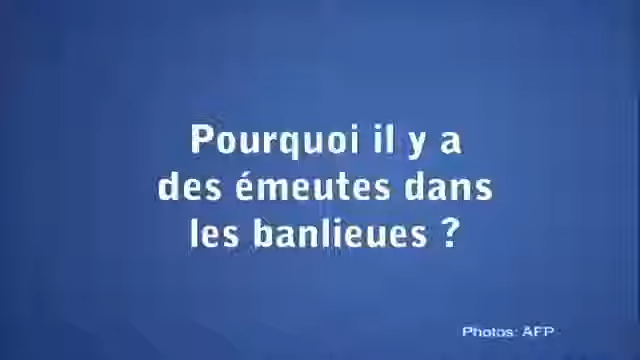 Pourquoi il y a
des émeutes dans
les banlieues ?
Photos: AFP